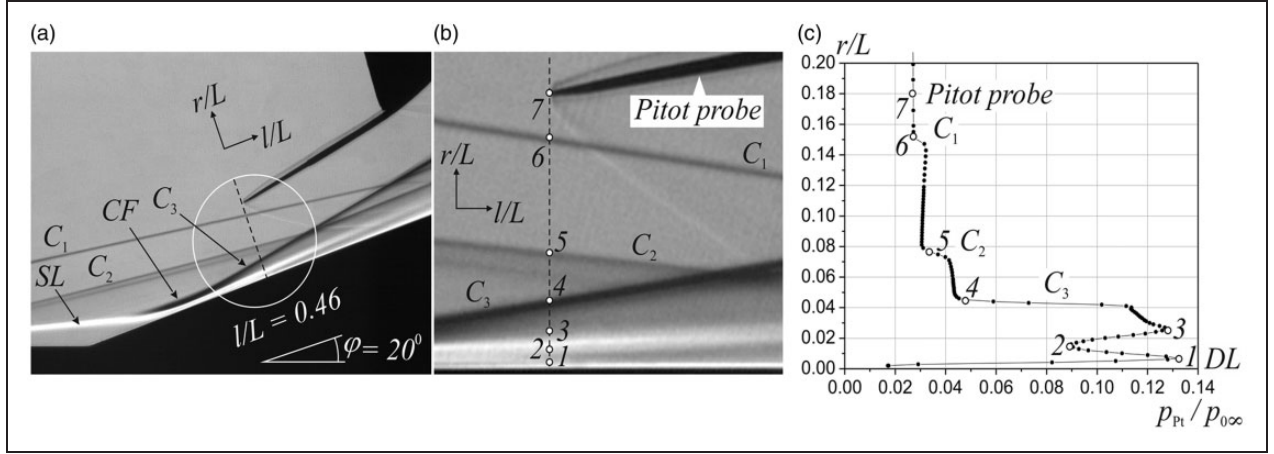 (a)
r/L
l/L
C₃
CF
C₁
C₂
SL
l/L = 0.46
φ = 20⁰
(b)
7
Pitot probe
6
C₁
r/L
l/L
5
C₂
4
C₃
3
2
1
(c)
r/L
0.20
0.18
0.16
0.14
0.12
0.10
0.08
0.06
0.04
0.02
0.00
7 Pitot probe
6 C₁
5 C₂
4 C₃
3
2
1 DL
0.00 0.02 0.04 0.06 0.08 0.10 0.12 0.14
p_Pt / p_0∞